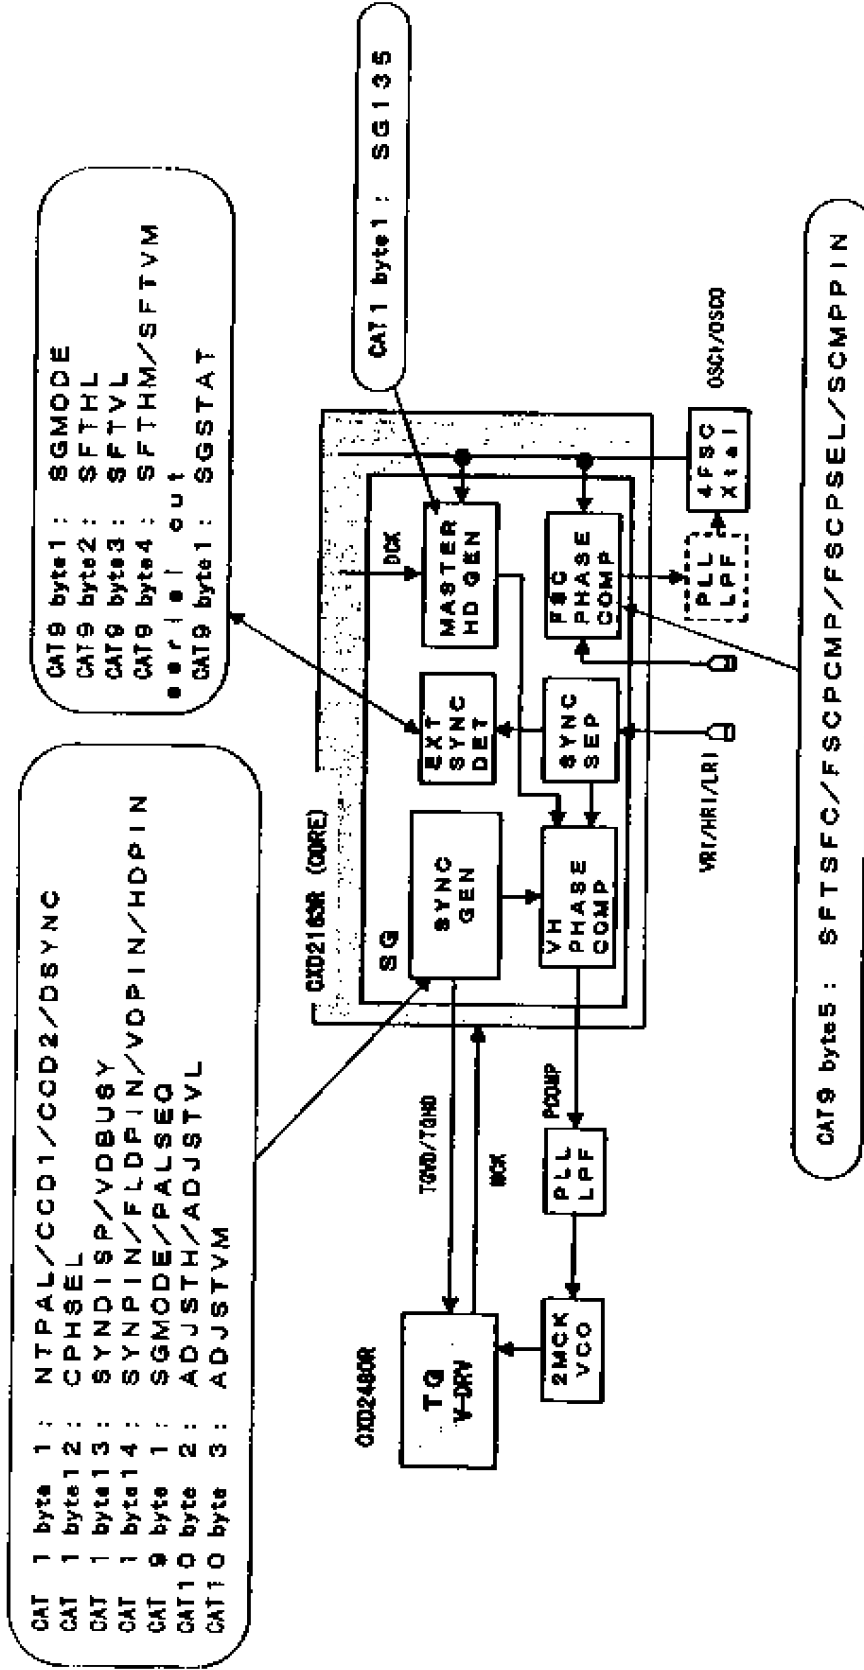 CAT 1 byte 1: NTPAL/CCD1/CCD2/DSYNC
CAT 1 byte12: CPHSEL
CAT 1 byte13: SYNDISP/VDBUSY
CAT 1 byte14: SYNPIN/FLDPIN/VDPIN/HDPIN
CAT 9 byte 1: SGMODE/PALSEQ
CAT10 byte 2: ADJSTH/ADJSTVL
CAT10 byte 3: ADJSTVM
CAT9 byte1: SGMODE
CAT9 byte2: SFTHL
CAT9 byte3: SFTVL
CAT9 byte4: SFTHM/SFTVM
serial out
CAT9 byte1: SGSTAT
CAT1 byte1: SG135
CXD2163R (CORE)
SG
SYNC
GEN
EXT
SYNC
DET
DCK
MASTER
HD GEN
VH
PHASE
COMP
SYNC
SEP
FSC
PHASE
COMP
CXD2480R
TG
V-DRV
TGVD/TGHD
MCK
PCOMP
2MCK
VCO
PLL
LPF
VRI/HRI/LRI
PLL
LPF
4FSC
Xtal
OSCI/OSCO
CAT9 byte5: SFTSFC/FSCPCMP/FSCPSEL/SCMPPIN